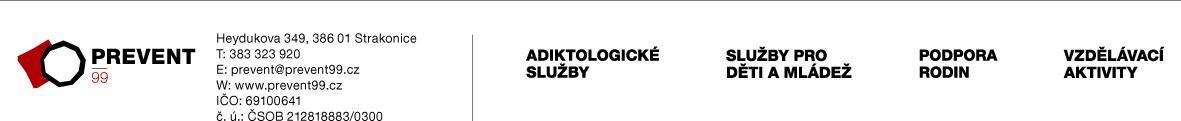 PREVENT
99
Heydukova 349, 386 01 Strakonice
T: 383 323 920
E: prevent@prevent99.cz
W: www.prevent99.cz
IČO: 69100641
č. ú.: ČSOB 212818883/0300
ADIKTOLOGICKÉ
SLUŽBY
SLUŽBY PRO
DĚTI A MLÁDEŽ
PODPORA
RODIN
VZDĚLÁVACÍ
AKTIVITY